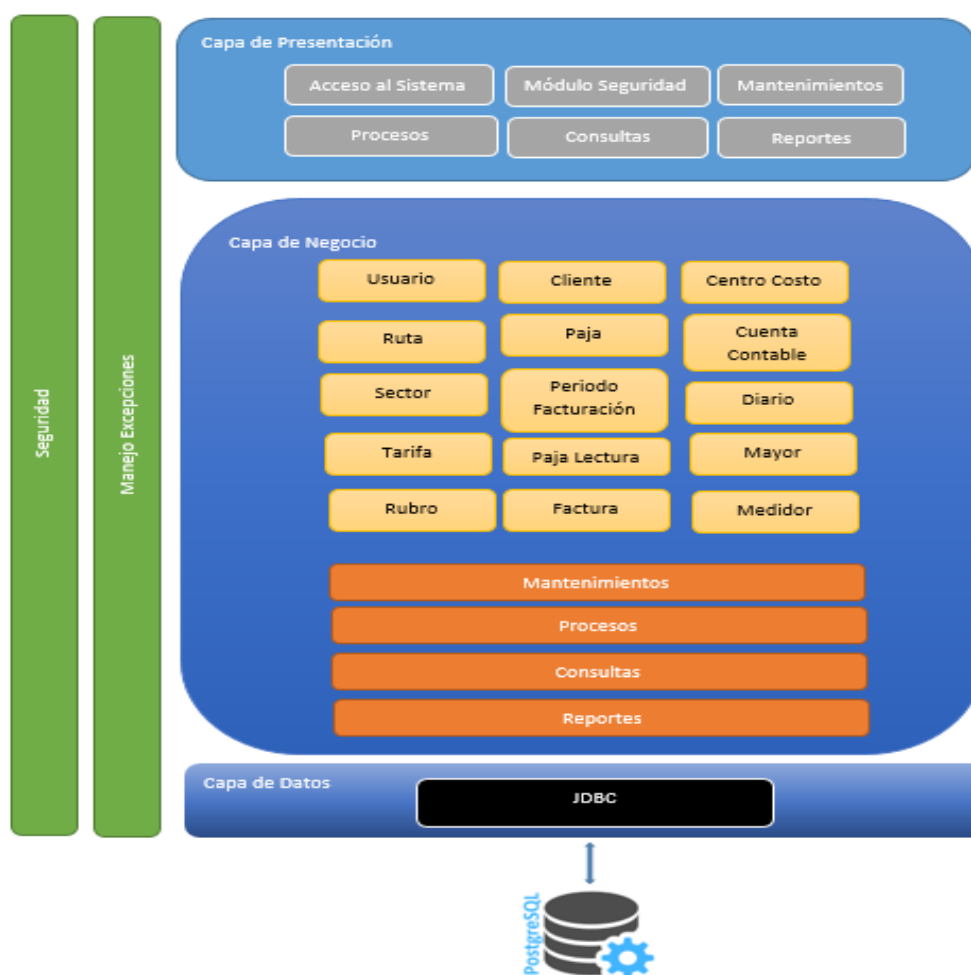 Seguridad
Manejo Excepciones
Capa de Presentación
Acceso al Sistema
Módulo Seguridad
Mantenimientos
Procesos
Consultas
Reportes
Capa de Negocio
Usuario
Cliente
Centro Costo
Ruta
Paja
Cuenta
Contable
Sector
Periodo
Facturación
Diario
Tarifa
Paja Lectura
Mayor
Rubro
Factura
Medidor
Mantenimientos
Procesos
Consultas
Reportes
Capa de Datos
JDBC
PostgreSQL